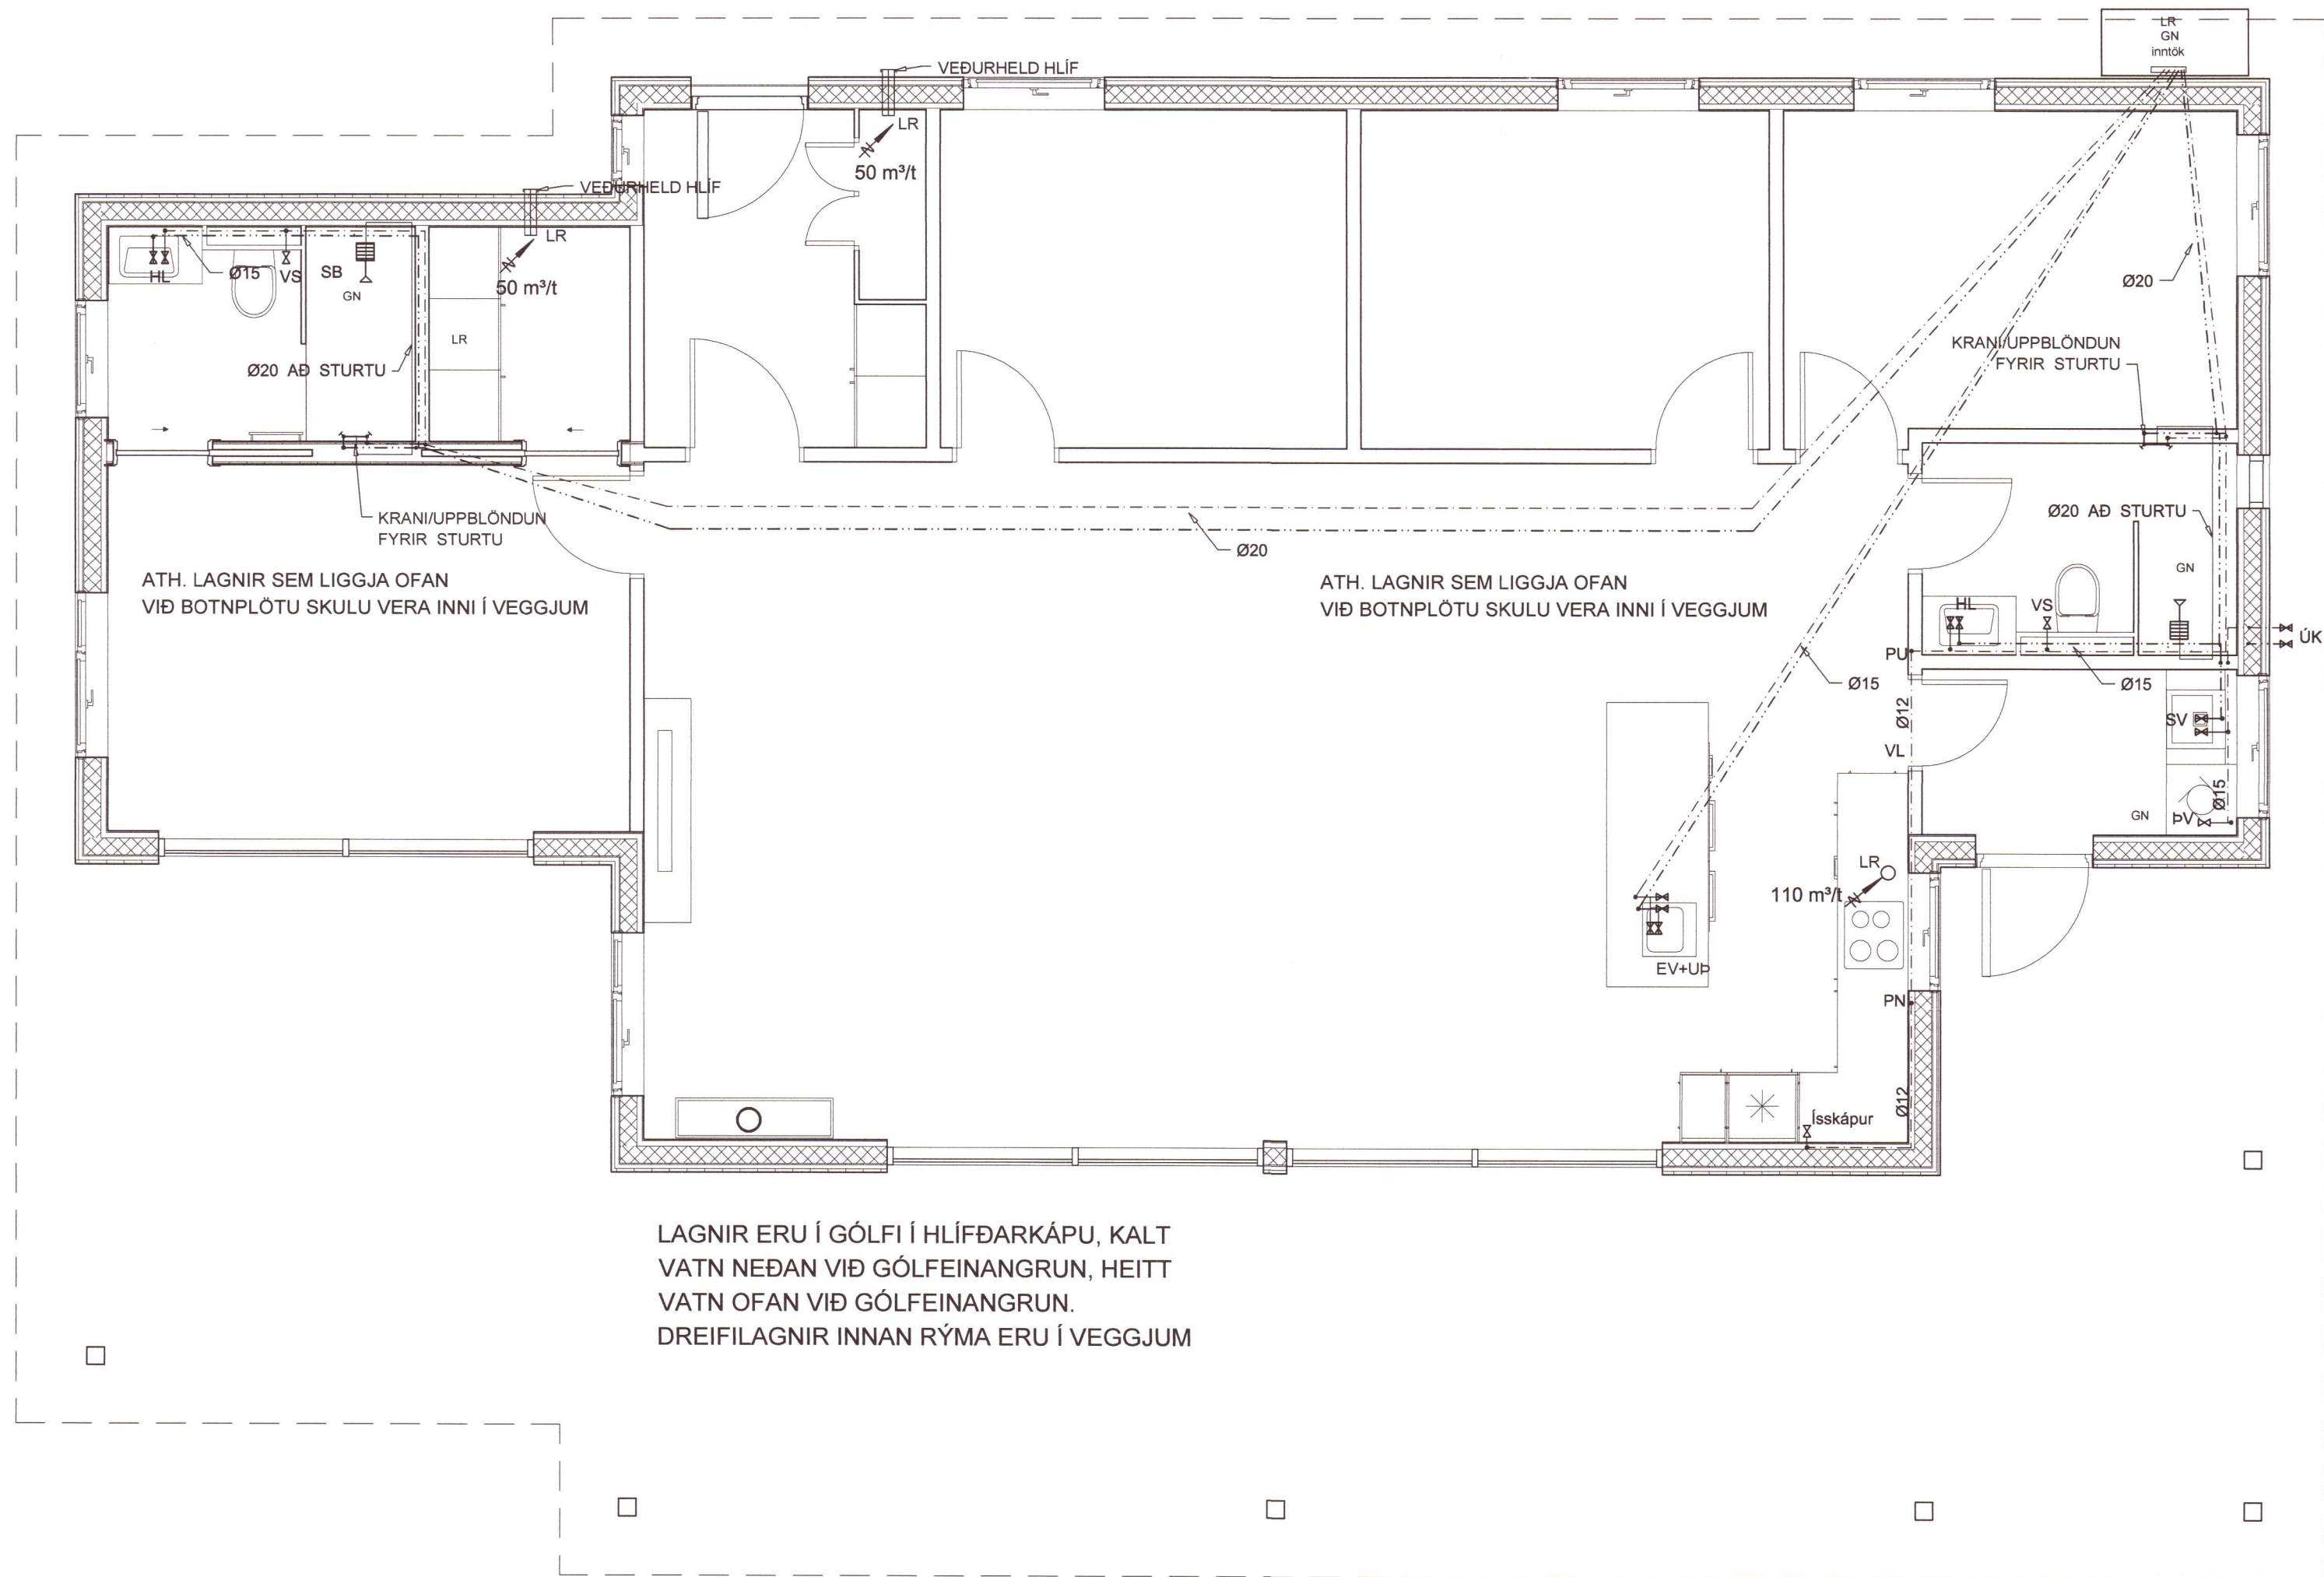 LR
GN
inntök
VEÐURHELD HLÍF
LR
50 m³/t
VEÐURHELD HLÍF
LR
50 m³/t
HL
Ø15
VS
SB
GN
LR
Ø20 AÐ STURTU
Ø20
KRANI/UPPBLÖNDUN
FYRIR STURTU
KRANI/UPPBLÖNDUN
FYRIR STURTU
Ø20 AÐ STURTU
Ø20
ATH. LAGNIR SEM LIGGJA OFAN
VIÐ BOTNPLÖTU SKULU VERA INNI Í VEGGJUM
ATH. LAGNIR SEM LIGGJA OFAN
VIÐ BOTNPLÖTU SKULU VERA INNI Í VEGGJUM
GN
HL
VS
ÚK
PU
Ø15
Ø15
Ø12
SV
VL
Ø15
GN
ÞV
LR
110 m³/t
EV+UÞ
PN
Ø12
Ísskápur
LAGNIR ERU Í GÓLFI Í HLÍFÐARKÁPU, KALT
VATN NEÐAN VIÐ GÓLFEINANGRUN, HEITT
VATN OFAN VIÐ GÓLFEINANGRUN.
DREIFILAGNIR INNAN RÝMA ERU Í VEGGJUM